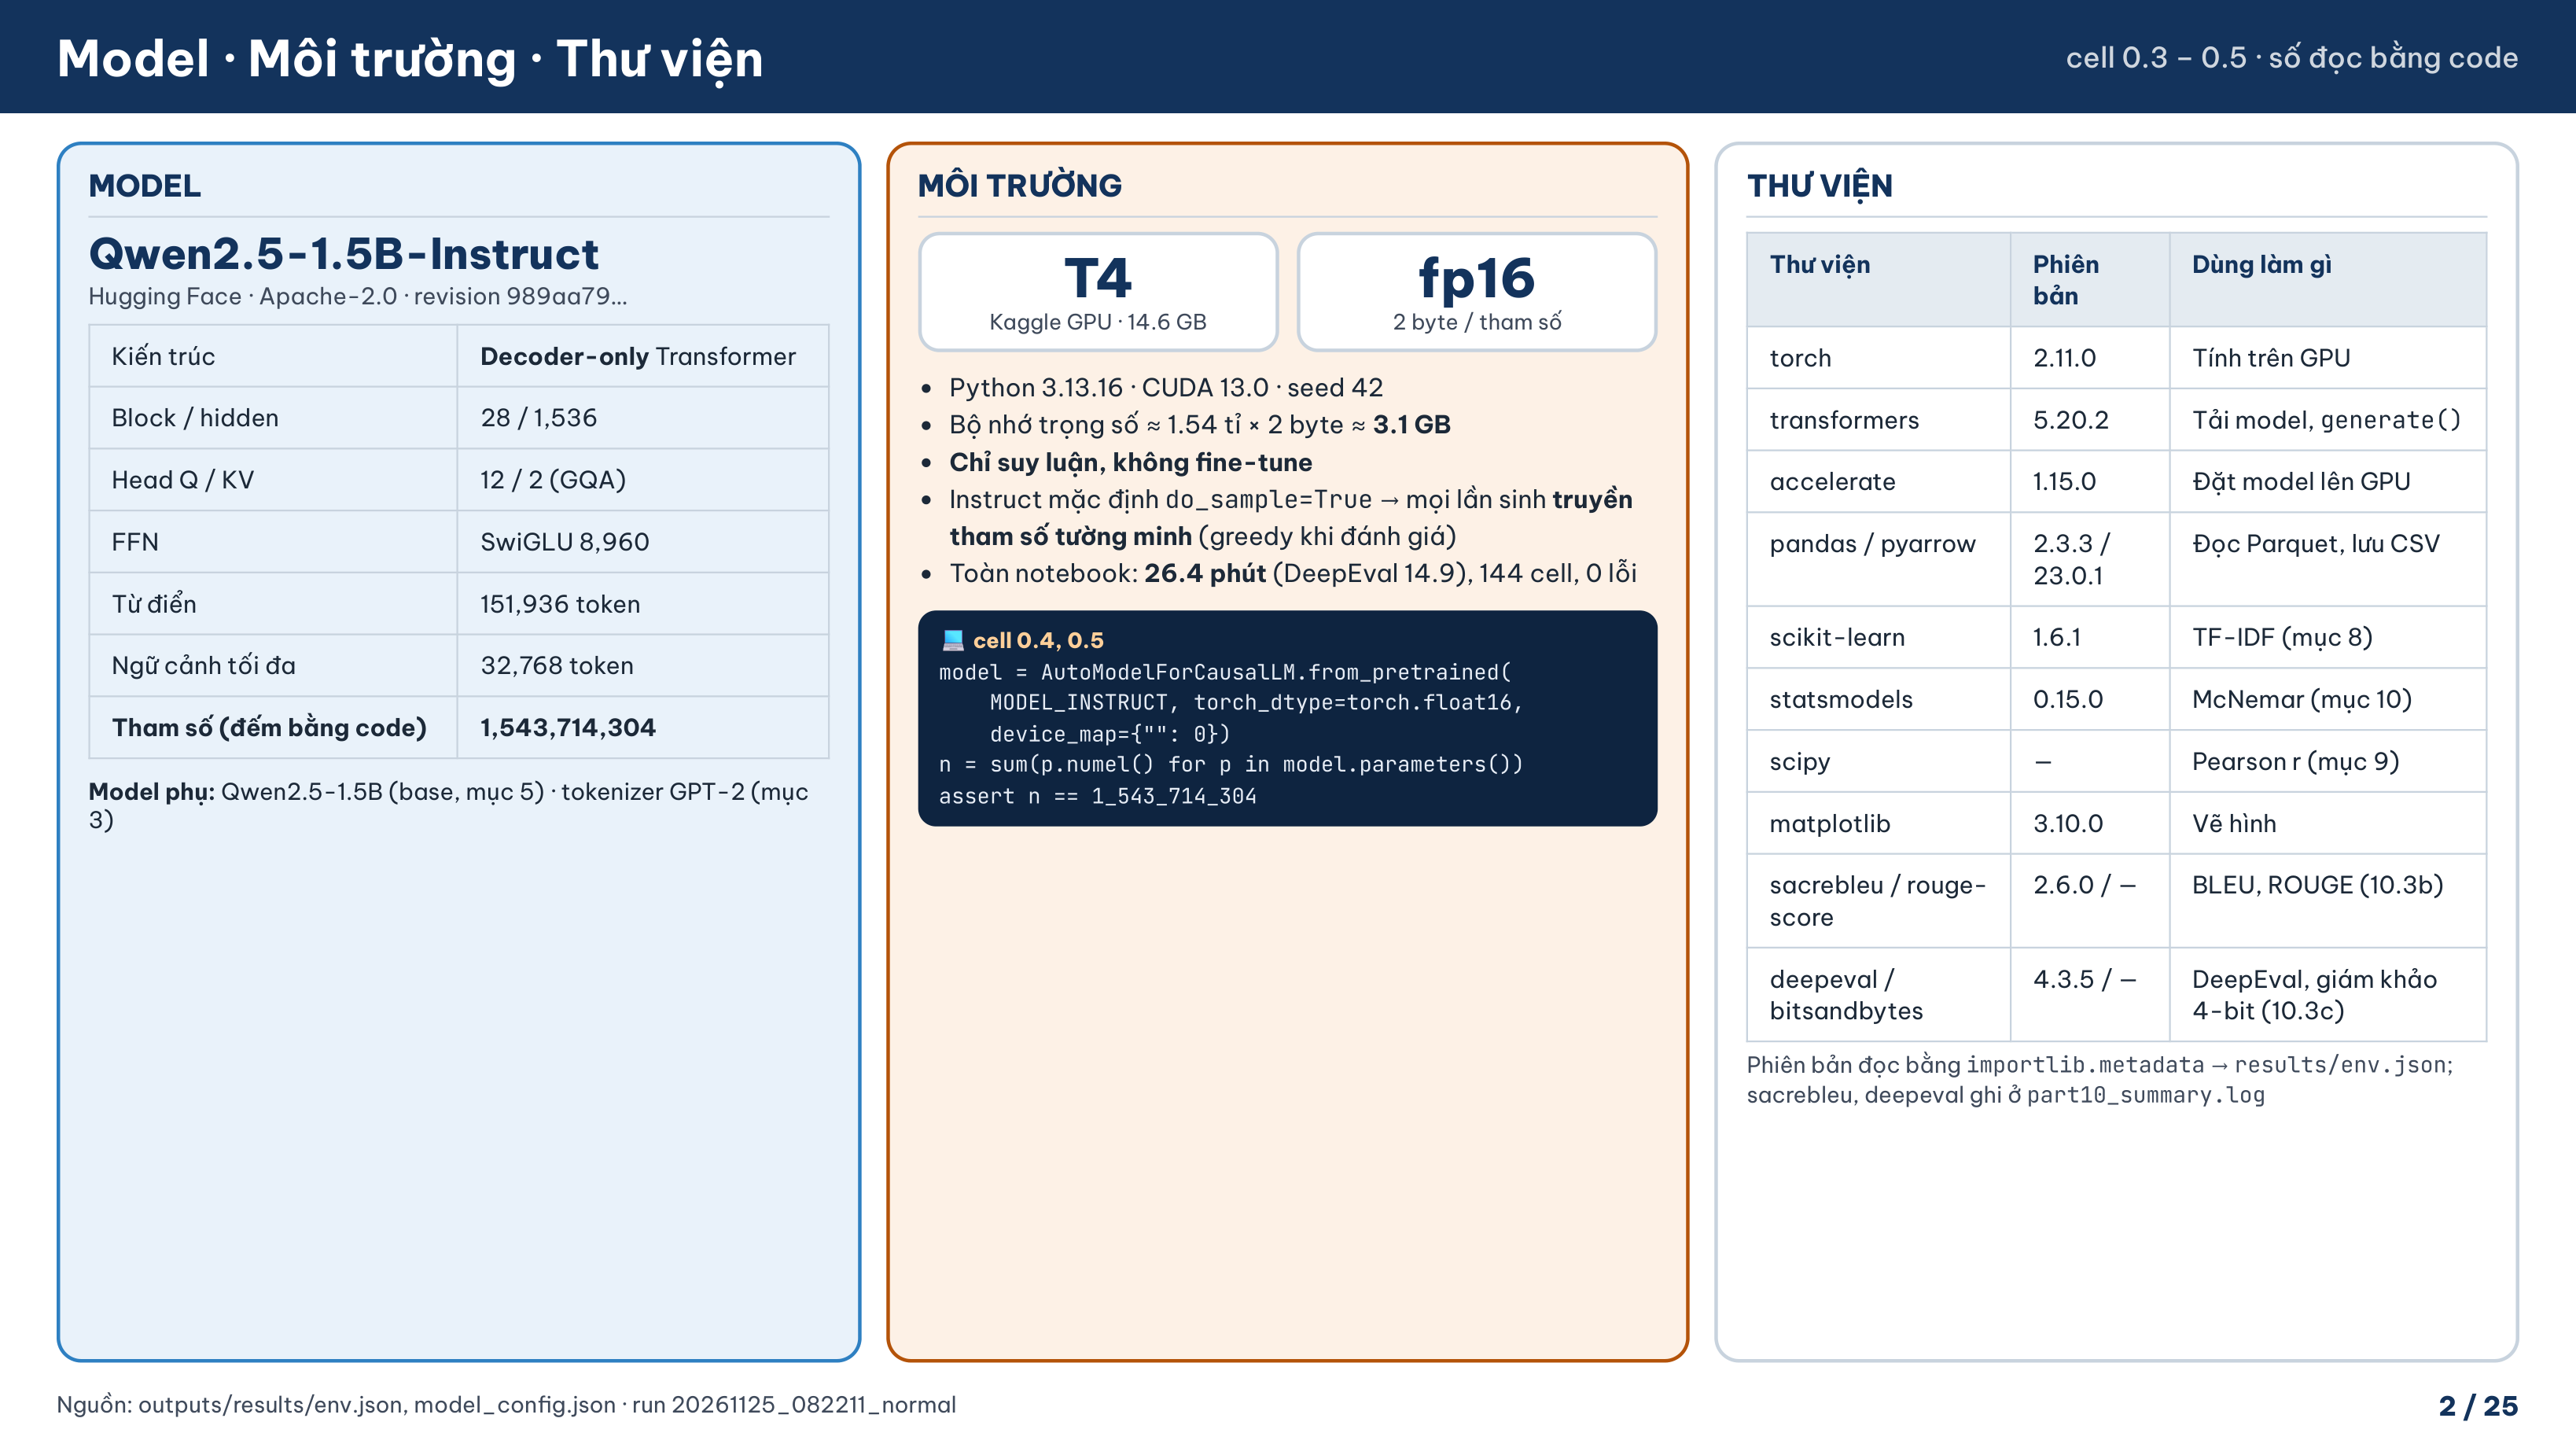 Model · Môi trường · Thư viện
cell 0.3 – 0.5 · số đọc bằng code
MODEL
Qwen2.5-1.5B-Instruct
Hugging Face · Apache-2.0 · revision 989aa79...
Kiến trúc Decoder-only Transformer
Block / hidden 28 / 1,536
Head Q / KV 12 / 2 (GQA)
FFN SwiGLU 8,960
Từ điển 151,936 token
Ngữ cảnh tối đa 32,768 token
Tham số (đếm bằng code) 1,543,714,304
Model phụ: Qwen2.5-1.5B (base, mục 5) · tokenizer GPT-2 (mục
3)
MÔI TRƯỜNG
T4
Kaggle GPU · 14.6 GB
fp16
2 byte / tham số
• Python 3.13.16 · CUDA 13.0 · seed 42
• Bộ nhớ trọng số ≈ 1.54 tỉ × 2 byte ≈ 3.1 GB
• Chỉ suy luận, không fine-tune
• Instruct mặc định do_sample=True → mọi lần sinh truyền
tham số tường minh (greedy khi đánh giá)
• Toàn notebook: 26.4 phút (DeepEval 14.9), 144 cell, 0 lỗi
💻 cell 0.4, 0.5
model = AutoModelForCausalLM.from_pretrained(
    MODEL_INSTRUCT, torch_dtype=torch.float16,
    device_map={"": 0})
n = sum(p.numel() for p in model.parameters())
assert n == 1_543_714_304
THƯ VIỆN
Thư viện Phiên bản Dùng làm gì
torch 2.11.0 Tính trên GPU
transformers 5.20.2 Tải model, generate()
accelerate 1.15.0 Đặt model lên GPU
pandas / pyarrow 2.3.3 / 23.0.1 Đọc Parquet, lưu CSV
scikit-learn 1.6.1 TF-IDF (mục 8)
statsmodels 0.15.0 McNemar (mục 10)
scipy — Pearson r (mục 9)
matplotlib 3.10.0 Vẽ hình
sacrebleu / rouge-score 2.6.0 / — BLEU, ROUGE (10.3b)
deepeval / bitsandbytes 4.3.5 / — DeepEval, giám khảo 4-bit (10.3c)
Phiên bản đọc bằng importlib.metadata → results/env.json;
sacrebleu, deepeval ghi ở part10_summary.log
Nguồn: outputs/results/env.json, model_config.json · run 20261125_082211_normal
2 / 25